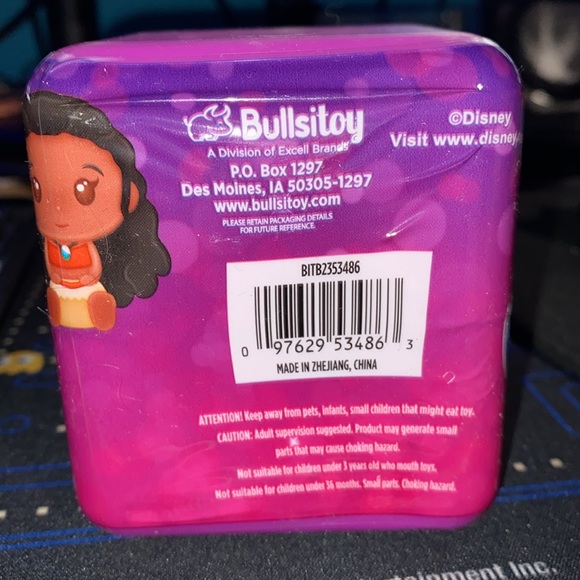 Bullsitoy
A Division of Excell Brands
P.O. Box 1297
Des Moines, IA 50305-1297
www.bullsitoy.com
PLEASE RETAIN PACKAGING DETAILS
FOR FUTURE REFERENCE.
©Disney
Visit www.disney
BITB2353486
0 97629 53486 3
MADE IN ZHEJIANG, CHINA
ATTENTION! Keep away from pets, infants, small children that might eat toy.
CAUTION: Adult supervision suggested. Product may generate small
parts that may cause choking hazard.
Not suitable for children under 3 years old who mouth toys.
Not suitable for children under 36 months. Small parts. Choking hazard.
Inc.